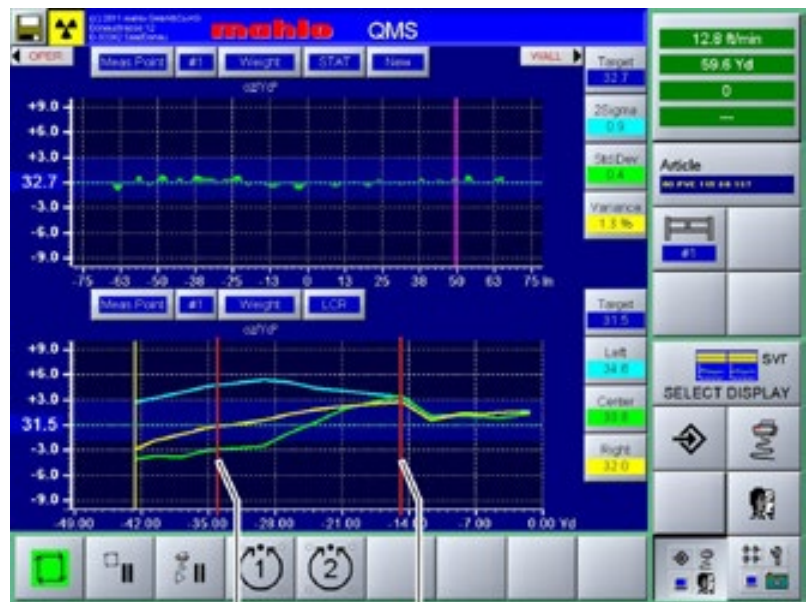 mahlo QMS
OPER. Meas Point #1 Weight STAT New WALL
oz/Yd²
+9.0
+6.0
+3.0
32.7
-3.0
-6.0
-9.0
-75 -63 -50 -38 -25 -13 0 13 25 38 50 63 75 In
Target
32.7
2Sigma
0.9
Std.Dev
0.4
Variance
1.3 %
Meas Point #1 Weight LCR
oz/Yd²
+9.0
+6.0
+3.0
31.5
-3.0
-6.0
-9.0
-49.00 -42.00 -35.00 -28.00 -21.00 -14.00 -7.00 0.00 Yd
Target
31.5
Left
34.6
Center
33.8
Right
32.0
12.8 ft/min
59.6 Yd
0
---
Article
#1
SVT
SELECT DISPLAY
1 2